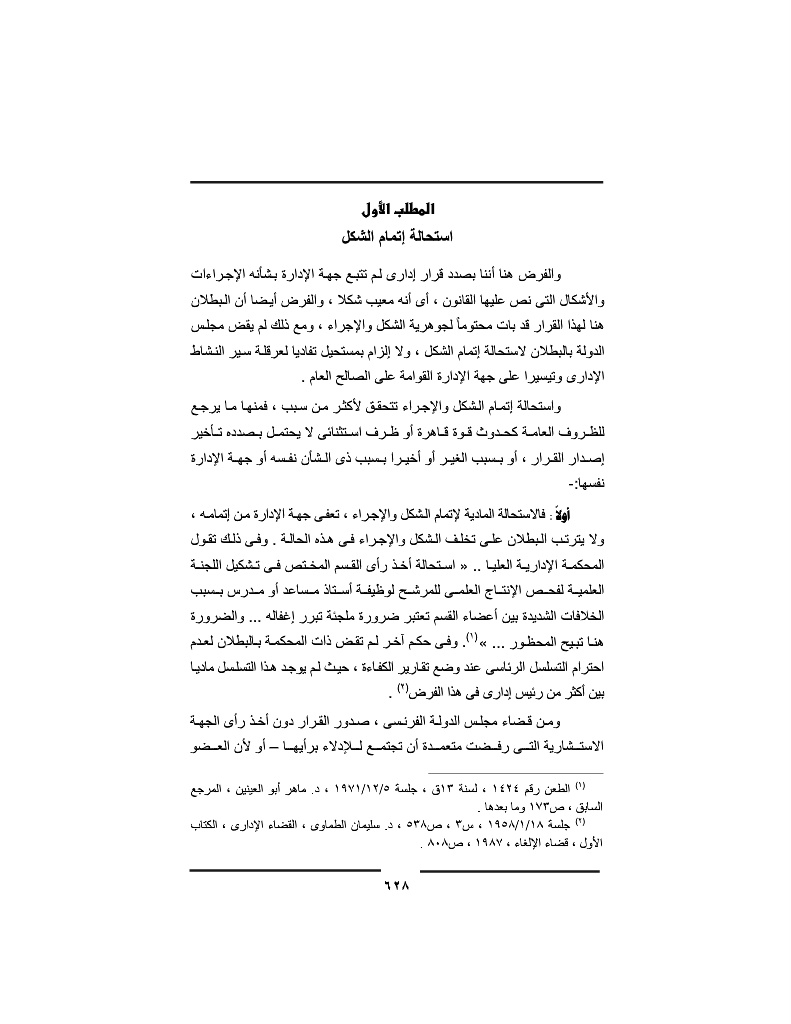 المطلب الأول
استحالة إتمام الشكل
والفرض هنا أننا بصدد قرار إدارى لم تتبع جهة الإدارة بشأنه الإجراءات
والأشكال التى نص عليها القانون ، أى أنه معيب شكلا ، والفرض أيضا أن البطلان
هنا لهذا القرار قد بات محتوماً لجوهرية الشكل والإجراء ، ومع ذلك لم يقض مجلس
الدولة بالبطلان لاستحالة إتمام الشكل ، ولا إلزام بمستحيل تفاديا لعرقلة سير النشاط
الإدارى وتيسيرا على جهة الإدارة القوامة على الصالح العام .
واستحالة إتمام الشكل والإجراء تتحقق لأكثر من سبب ، فمنها ما يرجع
للظروف العامة كحدوث قوة قاهرة أو ظرف استثنائى لا يحتمل بصدده تأخير
إصدار القرار ، أو بسبب الغير أو أخيرا بسبب ذى الشأن نفسه أو جهة الإدارة
نفسها:-
أولاً : فالاستحالة المادية لإتمام الشكل والإجراء ، تعفى جهة الإدارة من إتمامه ،
ولا يترتب البطلان على تخلف الشكل والإجراء فى هذه الحالة . وفى ذلك تقول
المحكمة الإدارية العليا .. « استحالة أخذ رأى القسم المختص فى تشكيل اللجنة
العلمية لفحص الإنتاج العلمى للمرشح لوظيفة أستاذ مساعد أو مدرس بسبب
الخلافات الشديدة بين أعضاء القسم تعتبر ضرورة ملجئة تبرر إغفاله ... والضرورة
هنا تبيح المحظور ... »(١). وفى حكم آخر لم تقض ذات المحكمة بالبطلان لعدم
احترام التسلسل الرئاسى عند وضع تقارير الكفاءة ، حيث لم يوجد هذا التسلسل ماديا
بين أكثر من رئيس إدارى فى هذا الفرض(٢) .
ومن قضاء مجلس الدولة الفرنسى ، صدور القرار دون أخذ رأى الجهة
الاستشارية التى رفضت متعمدة أن تجتمع للإدلاء برأيها – أو لأن العضو
(١) الطعن رقم ١٤٢٤ ، لسنة ١٣ق ، جلسة ١٩٧١/١٢/٥ ، د. ماهر أبو العينين ، المرجع
السابق ، ص١٧٣ وما بعدها .
(٢) جلسة ١٩٥٨/١/١٨ ، س٣ ، ص٥٣٨ ، د. سليمان الطماوى ، القضاء الإدارى ، الكتاب
الأول ، قضاء الإلغاء ، ١٩٨٧ ، ص٨٠٨ .
٦٢٨